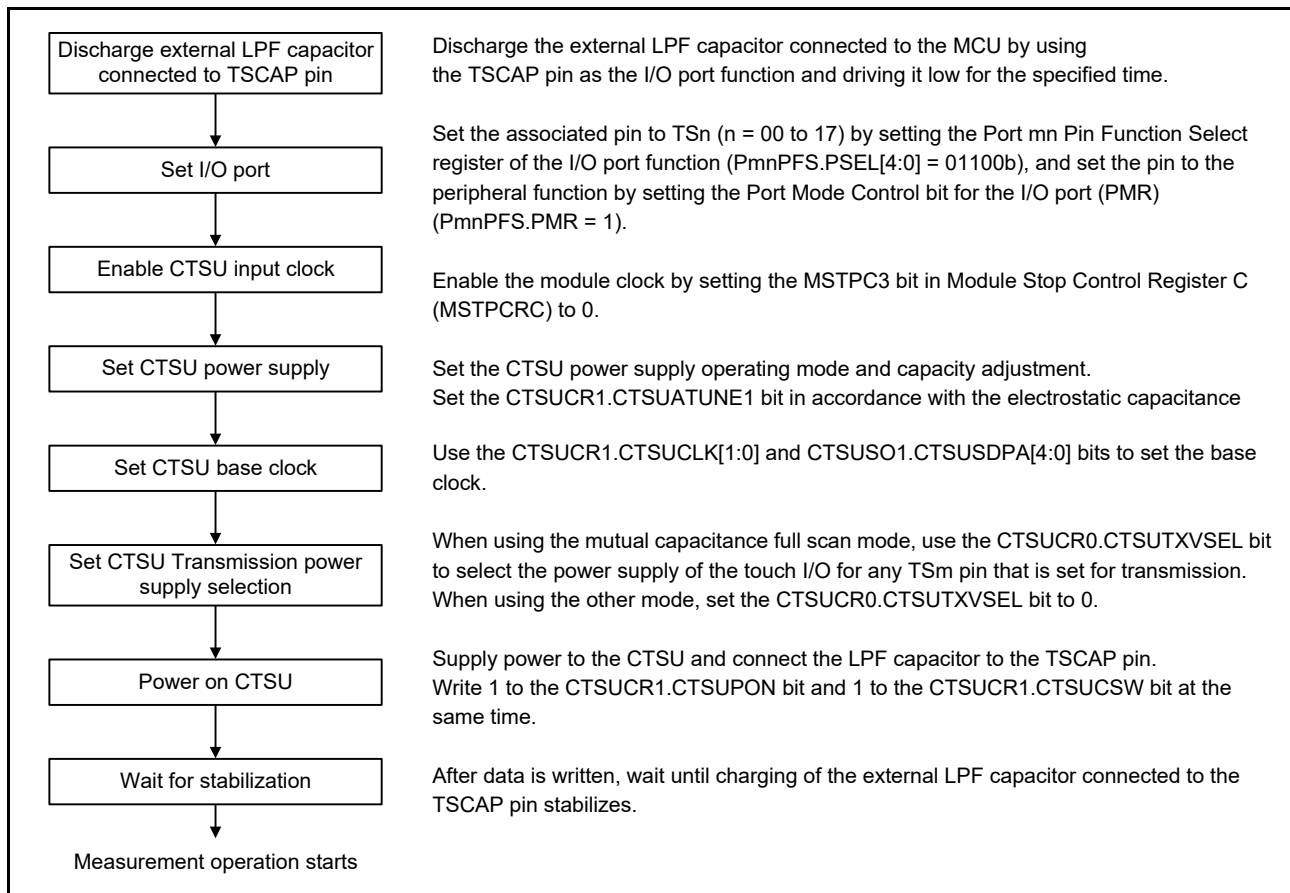 Discharge external LPF capacitor
connected to TSCAP pin
Discharge the external LPF capacitor connected to the MCU by using
the TSCAP pin as the I/O port function and driving it low for the specified time.
Set I/O port
Set the associated pin to TSn (n = 00 to 17) by setting the Port mn Pin Function Select
register of the I/O port function (PmnPFS.PSEL[4:0] = 01100b), and set the pin to the
peripheral function by setting the Port Mode Control bit for the I/O port (PMR)
(PmnPFS.PMR = 1).
Enable CTSU input clock
Enable the module clock by setting the MSTPC3 bit in Module Stop Control Register C
(MSTPCRC) to 0.
Set CTSU power supply
Set the CTSU power supply operating mode and capacity adjustment.
Set the CTSUCR1.CTSUATUNE1 bit in accordance with the electrostatic capacitance
Set CTSU base clock
Use the CTSUCR1.CTSUCLK[1:0] and CTSUSO1.CTSUSDPA[4:0] bits to set the base
clock.
Set CTSU Transmission power
supply selection
When using the mutual capacitance full scan mode, use the CTSUCR0.CTSUTXVSEL bit
to select the power supply of the touch I/O for any TSm pin that is set for transmission.
When using the other mode, set the CTSUCR0.CTSUTXVSEL bit to 0.
Power on CTSU
Supply power to the CTSU and connect the LPF capacitor to the TSCAP pin.
Write 1 to the CTSUCR1.CTSUPON bit and 1 to the CTSUCR1.CTSUCSW bit at the
same time.
Wait for stabilization
After data is written, wait until charging of the external LPF capacitor connected to the
TSCAP pin stabilizes.
Measurement operation starts